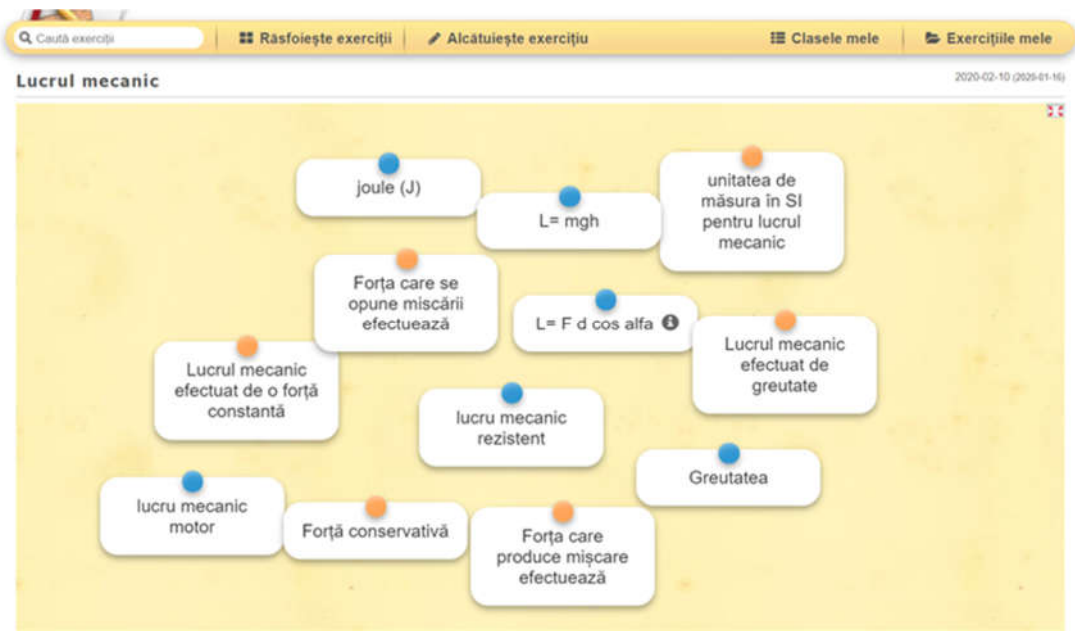 Caută exerciții
Răsfoiește exerciții
Alcătuiește exercițiu
Clasele mele
Exercițiile mele
Lucrul mecanic
2020-02-10 (2020-01-16)
joule (J)
L= mgh
unitatea de
măsura în SI
pentru lucrul
mecanic
Forța care se
opune miscării
efectuează
L= F d cos alfa
Lucrul mecanic
efectuat de
greutate
Lucrul mecanic
efectuat de o forță
constantă
lucru mecanic
rezistent
Greutatea
lucru mecanic
motor
Forță conservativă
Forța care
produce mișcare
efectuează